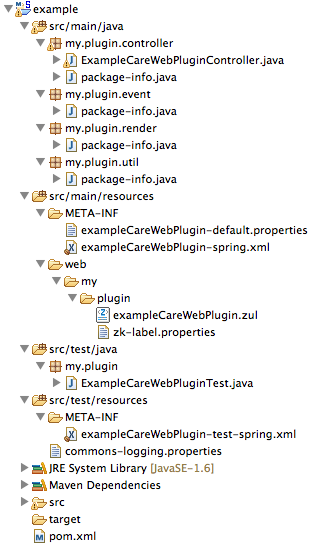 example
src/main/java
my.plugin.controller
ExampleCareWebPluginController.java
package-info.java
my.plugin.event
package-info.java
my.plugin.render
package-info.java
my.plugin.util
package-info.java
src/main/resources
META-INF
exampleCareWebPlugin-default.properties
exampleCareWebPlugin-spring.xml
web
my
plugin
exampleCareWebPlugin.zul
zk-label.properties
src/test/java
my.plugin
ExampleCareWebPluginTest.java
src/test/resources
META-INF
exampleCareWebPlugin-test-spring.xml
commons-logging.properties
JRE System Library [JavaSE-1.6]
Maven Dependencies
src
target
pom.xml